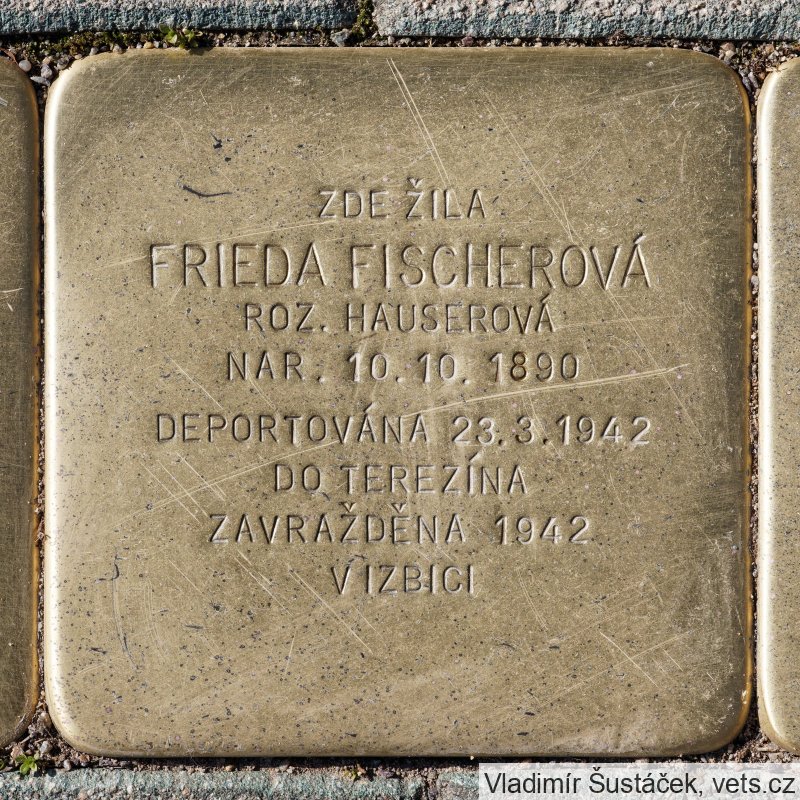 ZDE ŽILA
FRIEDA FISCHEROVÁ
ROZ. HAUSEROVÁ
NAR. 10.10. 1890
DEPORTOVÁNA 23.3.1942
DO TEREZÍNA
ZAVRAŽDĚNA 1942
V IZBICI
Vladimír Šustáček, vets.cz